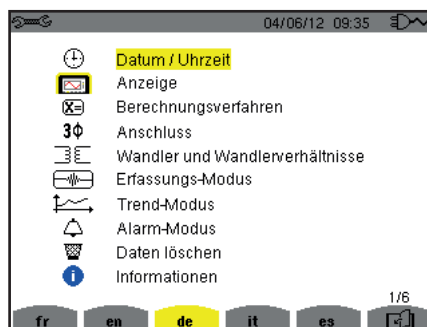 04/06/12 09:35
Datum / Uhrzeit
Anzeige
X= Berechnungsverfahren
3Φ Anschluss
Wandler und Wandlerverhältnisse
Erfassungs-Modus
Trend-Modus
Alarm-Modus
Daten löschen
i Informationen
1/6
fr en de it es